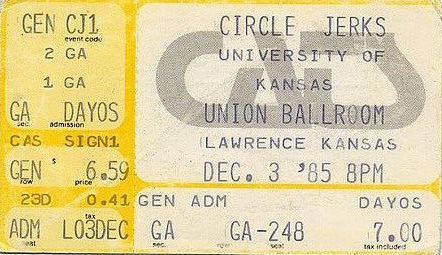 GEN CJ1
event code
2 GA
1 GA
GA DAYOS
sec. admission
CAS SIGN1
GEN $ 6.59
row price
23D 0.41
tax
ADM LO3DEC
seat
CATS
CIRCLE JERKS
UNIVERSITY OF
KANSAS
UNION BALLROOM
LAWRENCE KANSAS
DEC. 3 '85 8PM
GEN ADM DAYOS
GA GA-248 7.00
sec. row seat tax included